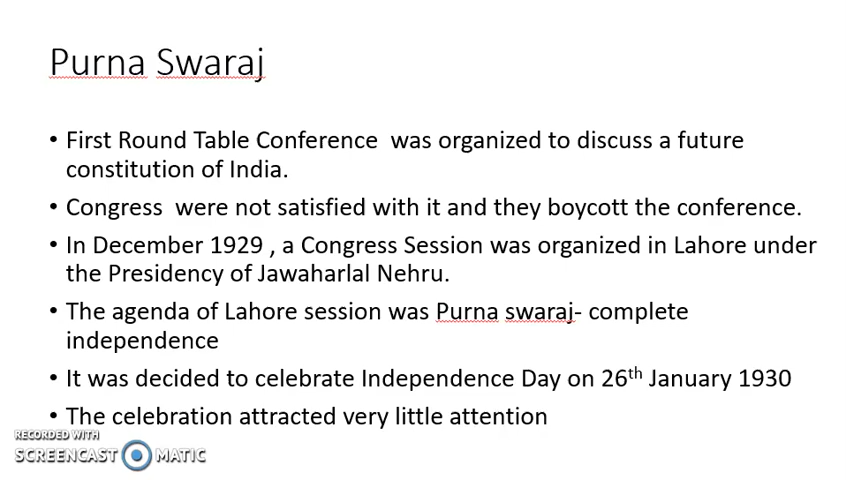 Purna Swaraj
• First Round Table Conference was organized to discuss a future
constitution of India.
• Congress were not satisfied with it and they boycott the conference.
• In December 1929 , a Congress Session was organized in Lahore under
the Presidency of Jawaharlal Nehru.
• The agenda of Lahore session was Purna swaraj- complete
independence
• It was decided to celebrate Independence Day on 26th January 1930
• The celebration attracted very little attention
RECORDED WITH
SCREENCAST MATIC